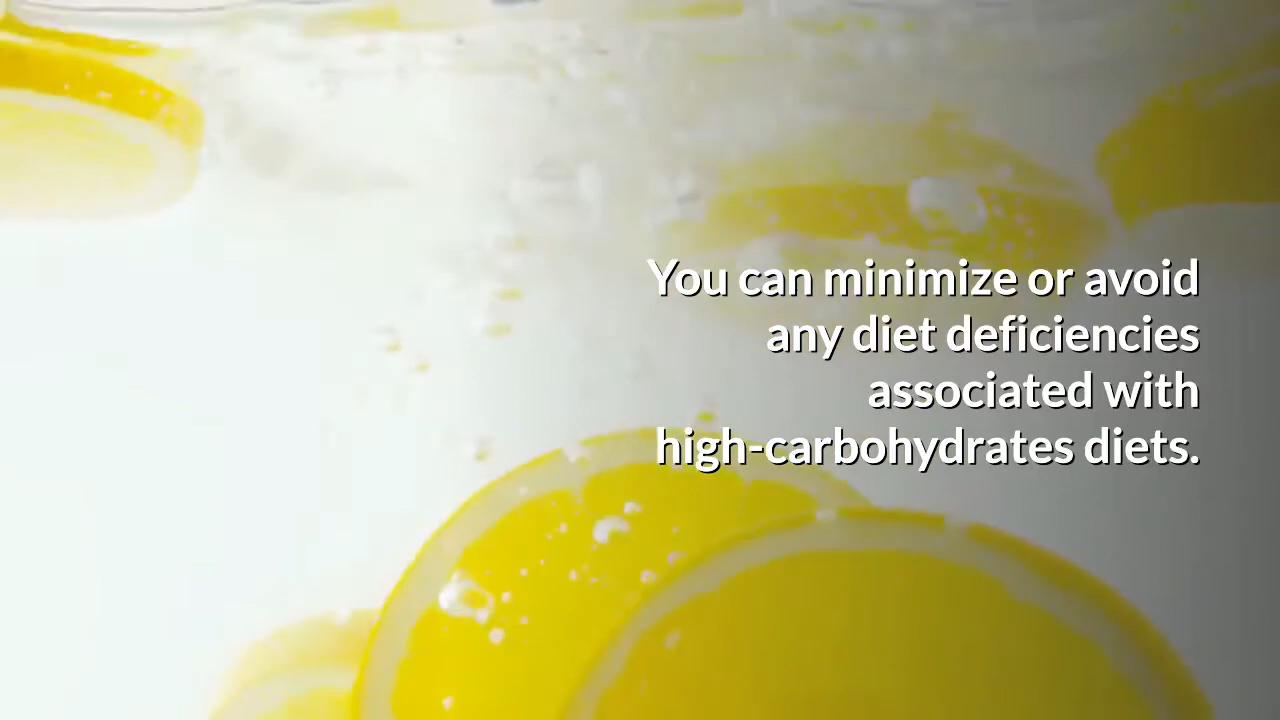 You can minimize or avoid
any diet deficiencies
associated with
high-carbohydrates diets.